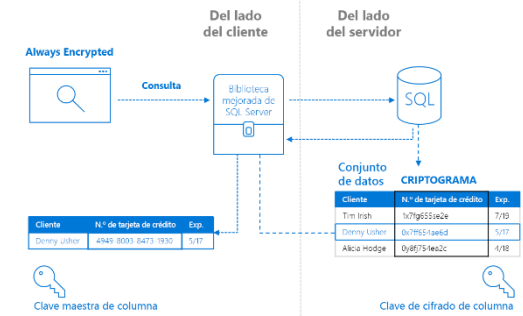 Del lado
del cliente
Del lado
del servidor
Always Encrypted
Consulta
Biblioteca
mejorada de
SQL Server
SQL
Conjunto
de datos
CRIPTOGRAMA
Cliente N.º de tarjeta de crédito Exp.
Tim Irish 1x7fg655se2e 7/19
Denny Usher 0x7ff654ae6d 5/17
Alicia Hodge 0y8fj754ea2c 4/18
Cliente N.º de tarjeta de crédito Exp.
Denny Usher 4949-8003-8473-1930 5/17
Clave maestra de columna
Clave de cifrado de columna